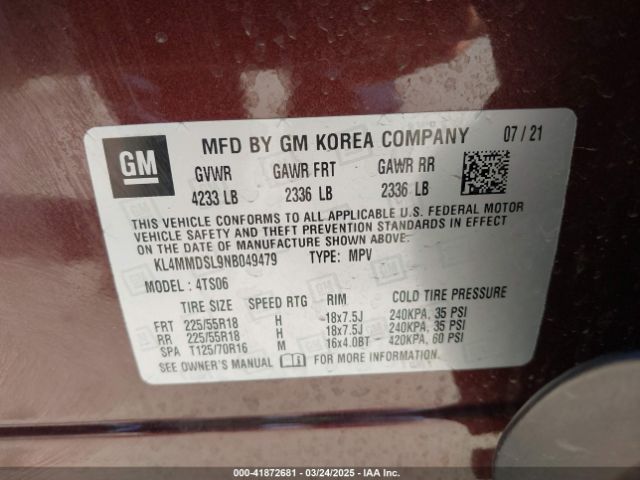 GM
MFD BY GM KOREA COMPANY 07 / 21
GVWR GAWR FRT GAWR RR
4233 LB 2336 LB 2336 LB
THIS VEHICLE CONFORMS TO ALL APPLICABLE U.S. FEDERAL MOTOR
VEHICLE SAFETY AND THEFT PREVENTION STANDARDS IN EFFECT ON
THE DATE OF MANUFACTURE SHOWN ABOVE.
KL4MMDSL9NB049479 TYPE: MPV
MODEL : 4TS06
TIRE SIZE SPEED RTG RIM COLD TIRE PRESSURE
FRT 225/55R18 H -18x7.5J 240KPA, 35 PSI
RR 225/55R18 H -18x7.5J 240KPA, 35 PSI
SPA T125/70R16 M 16x4.0BT - 420KPA, 60 PSI
SEE OWNER'S MANUAL FOR MORE INFORMATION
000-41872681 - 03/24/2025 - IAA Inc.